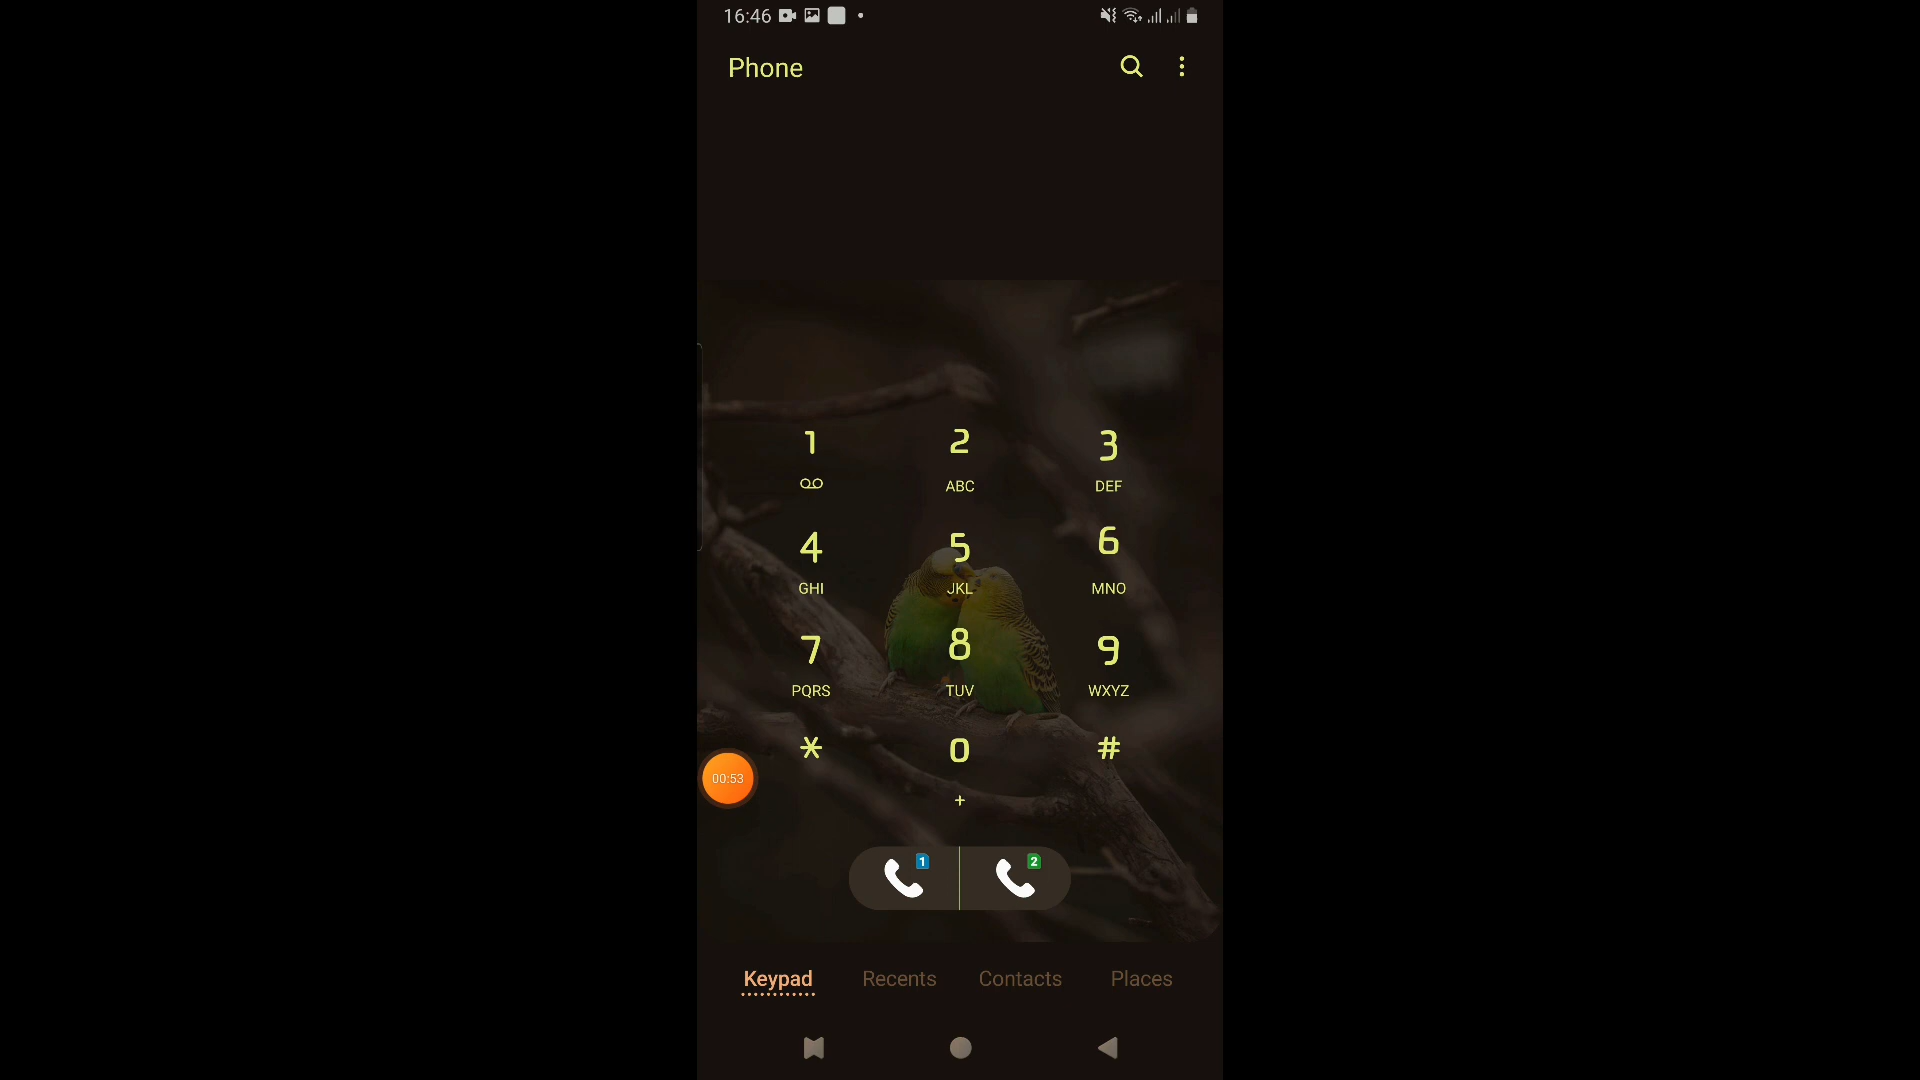 16:46
Phone
1 2 3
ABC DEF
4 5 6
GHI JKL MNO
7 8 9
PQRS TUV WXYZ
* 0 #
+
00:53
1 2
Keypad Recents Contacts Places